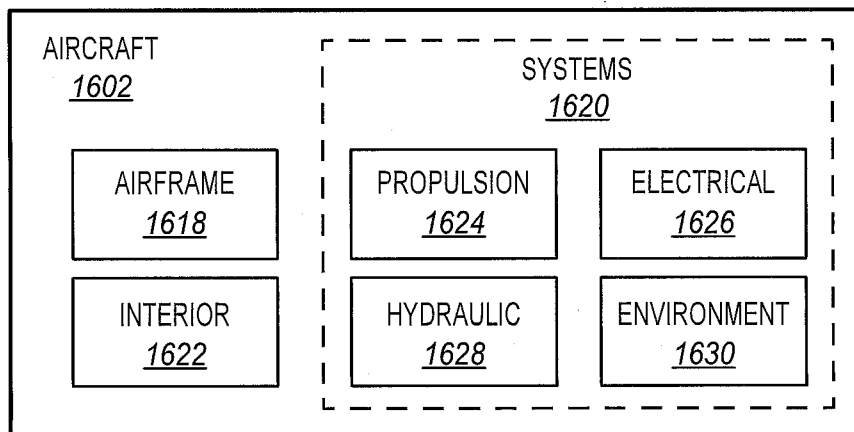 AIRCRAFT
1602
SYSTEMS
1620
AIRFRAME
1618
PROPULSION
1624
ELECTRICAL
1626
INTERIOR
1622
HYDRAULIC
1628
ENVIRONMENT
1630